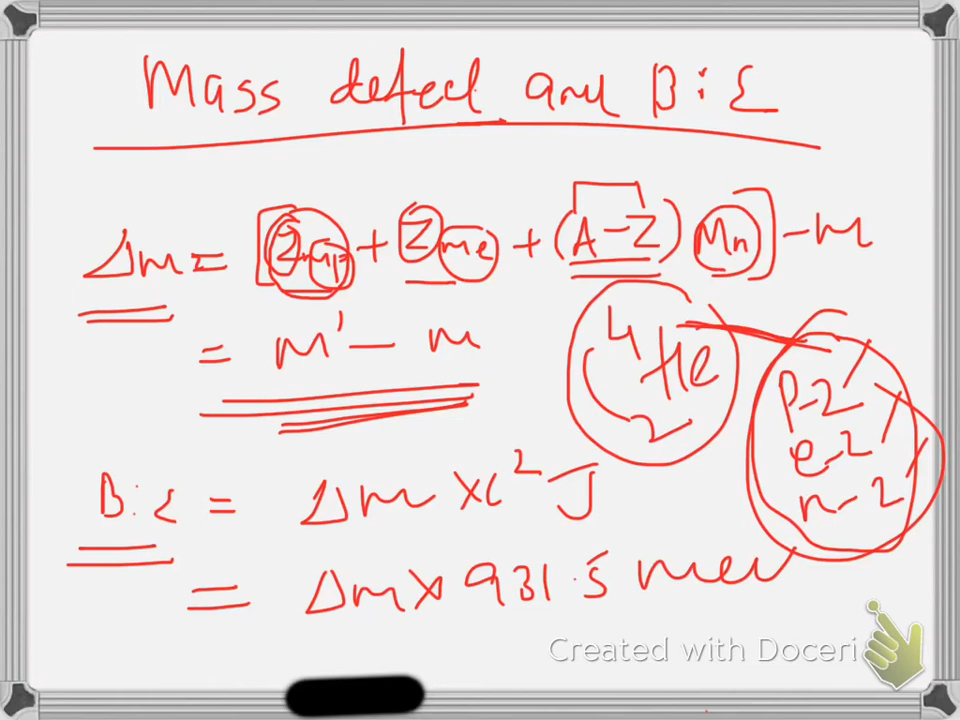 Mass defect and B.E
Δm = [Zmp + Zme + (A-Z) Mn] - m
= m' - m
4 He 2
p-2
e-2
n-2
B.E = Δm × c² J
= Δm × 931.5 mev
Created with Doceri